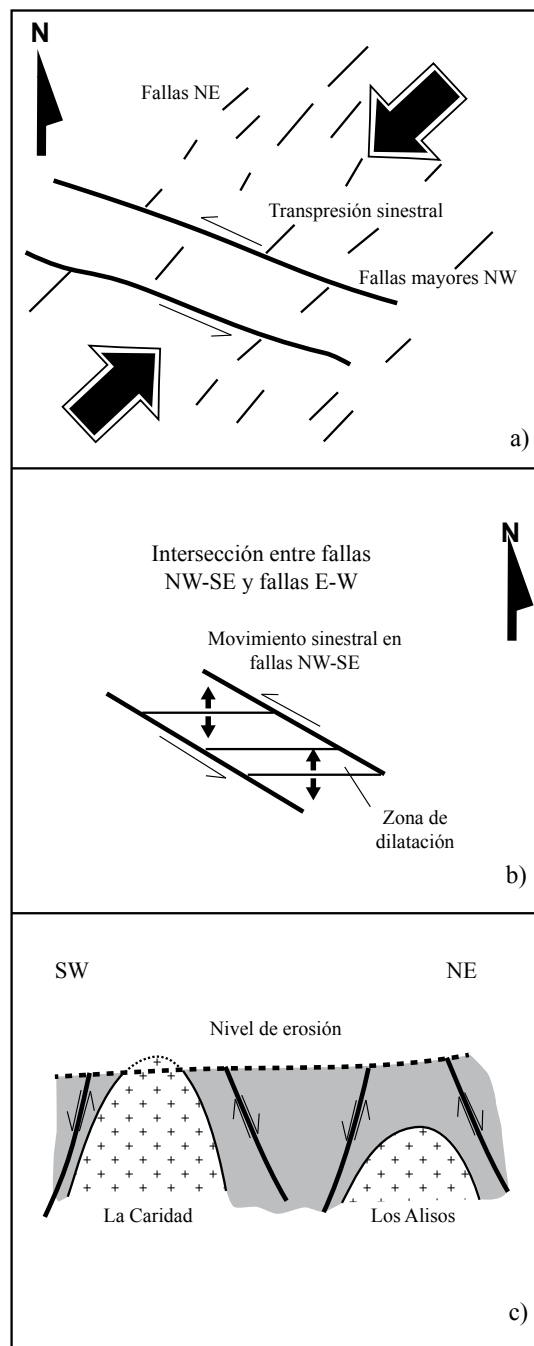 N
Fallas NE
Transpresión sinestral
Fallas mayores NW
a)
N
Intersección entre fallas
NW-SE y fallas E-W
Movimiento sinestral en
fallas NW-SE
Zona de
dilatación
b)
SW
NE
Nivel de erosión
La Caridad
Los Alisos
c)